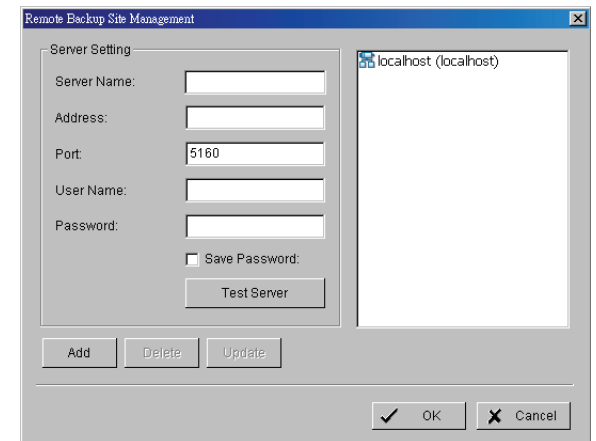 Remote Backup Site Management
Server Setting
Server Name:
Address:
Port: 5160
User Name:
Password:
Save Password:
Test Server
localhost (localhost)
Add Delete Update
OK Cancel